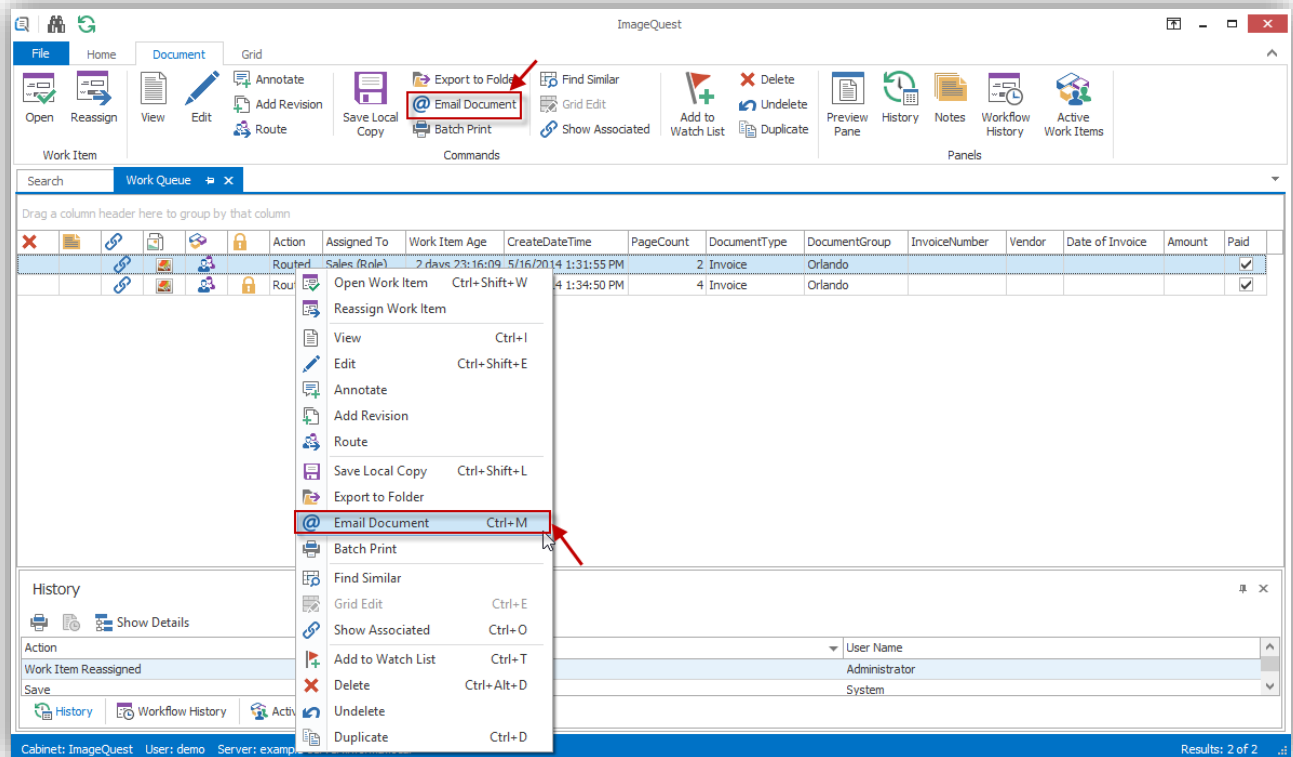 ImageQuest
File Home Document Grid
Open Reassign View Edit Annotate Add Revision Route Save Local Copy Export to Folder Email Document Batch Print Find Similar Grid Edit Show Associated Add to Watch List Delete Undelete Duplicate Preview Pane History Notes Workflow History Active Work Items
Work Item Commands Panels
Search Work Queue
Drag a column header here to group by that column
Action Assigned To Work Item Age CreateDateTime PageCount DocumentType DocumentGroup InvoiceNumber Vendor Date of Invoice Amount Paid
Routed Sales (Role) 2 days 23:16:09 5/16/2014 1:31:55 PM 2 Invoice Orlando
1:34:50 PM 4 Invoice Orlando
Open Work Item Ctrl+Shift+W
Reassign Work Item
View Ctrl+I
Edit Ctrl+Shift+E
Annotate
Add Revision
Route
Save Local Copy Ctrl+Shift+L
Export to Folder
Email Document Ctrl+M
Batch Print
Find Similar
Grid Edit Ctrl+E
Show Associated Ctrl+O
Add to Watch List Ctrl+T
Delete Ctrl+Alt+D
Undelete
Duplicate Ctrl+D
History
Show Details
Action User Name
Work Item Reassigned Administrator
Save System
History Workflow History
Cabinet: ImageQuest User: demo Server: Results: 2 of 2